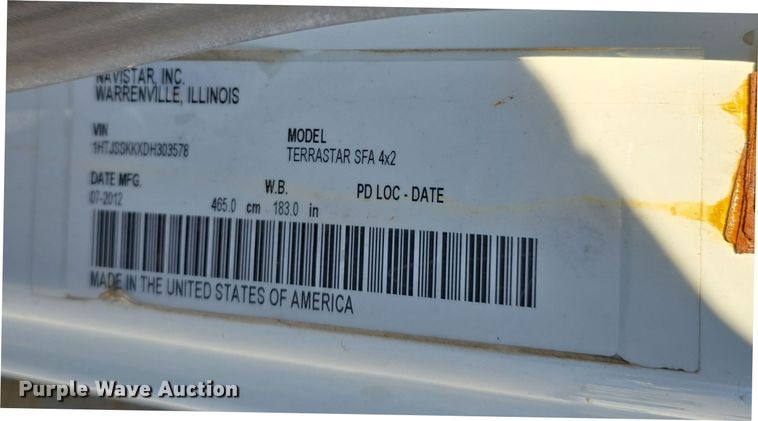 NAVISTAR, INC.
WARRENVILLE, ILLINOIS
VIN
1HTJSSKKXDH303578
MODEL
TERRASTAR SFA 4x2
DATE MFG.
07-2012
W.B.
465.0 cm 183.0 in
PD LOC - DATE
MADE IN THE UNITED STATES OF AMERICA
Purple Wave Auction